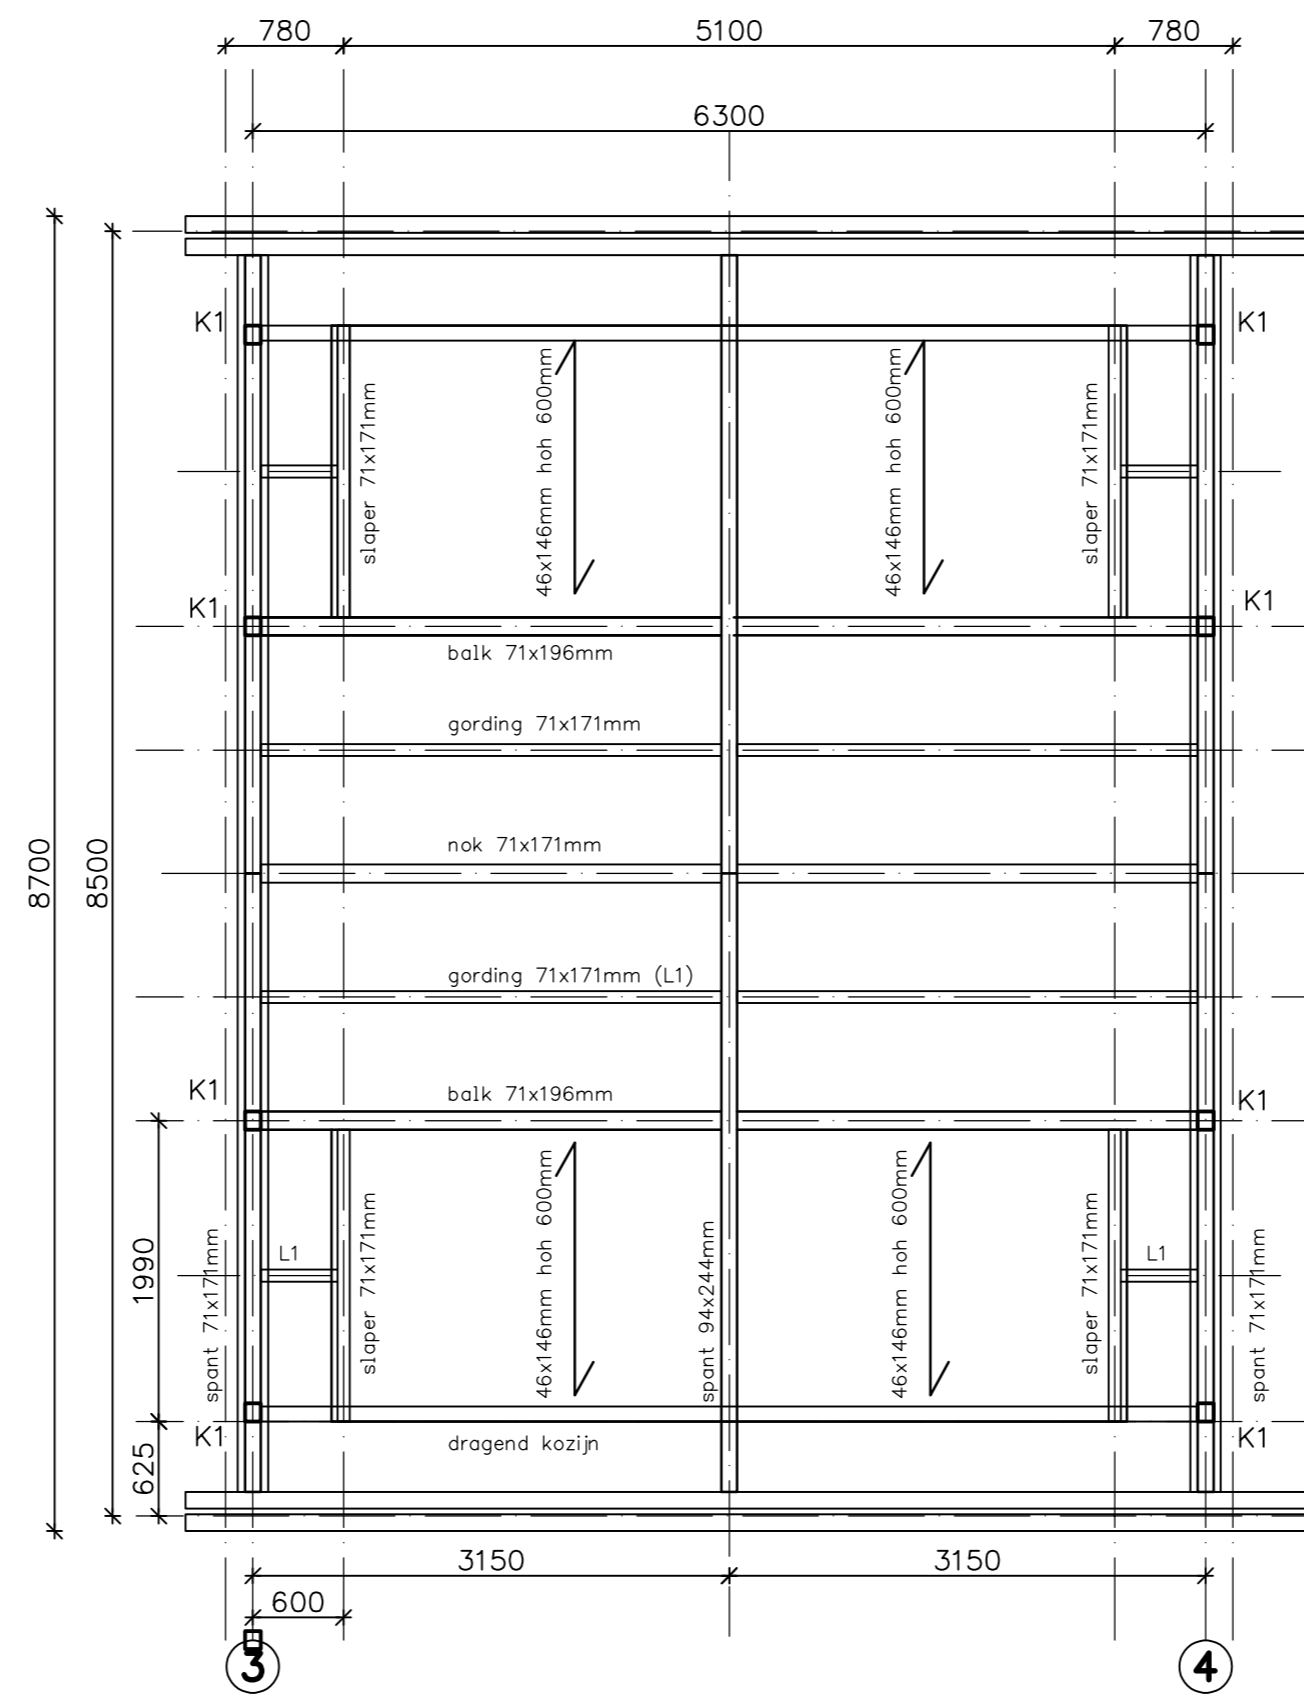 780
5100
780
6300
K1
K1
46x146mm hoh 600mm
46x146mm hoh 600mm
slaper 71x171mm
slaper 71x171mm
K1
K1
balk 71x196mm
gording 71x171mm
nok 71x171mm
8700
8500
gording 71x171mm (L1)
balk 71x196mm
K1
K1
1990
spant 71x171mm
L1
slaper 71x171mm
46x146mm hoh 600mm
spant 94x244mm
46x146mm hoh 600mm
slaper 71x171mm
L1
spant 71x171mm
K1
dragend kozijn
K1
625
3150
3150
600
3
4